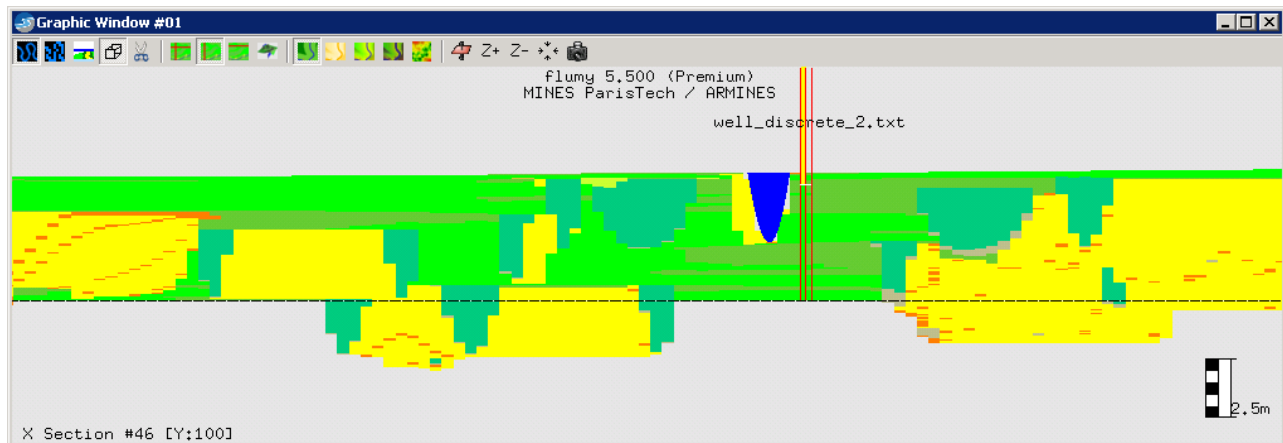 Graphic Window #01
Z+ Z-
flumy 5.500 (Premium)
MINES ParisTech / ARMINES
well_discrete_2.txt
2.5m
X Section #46 [Y:100]